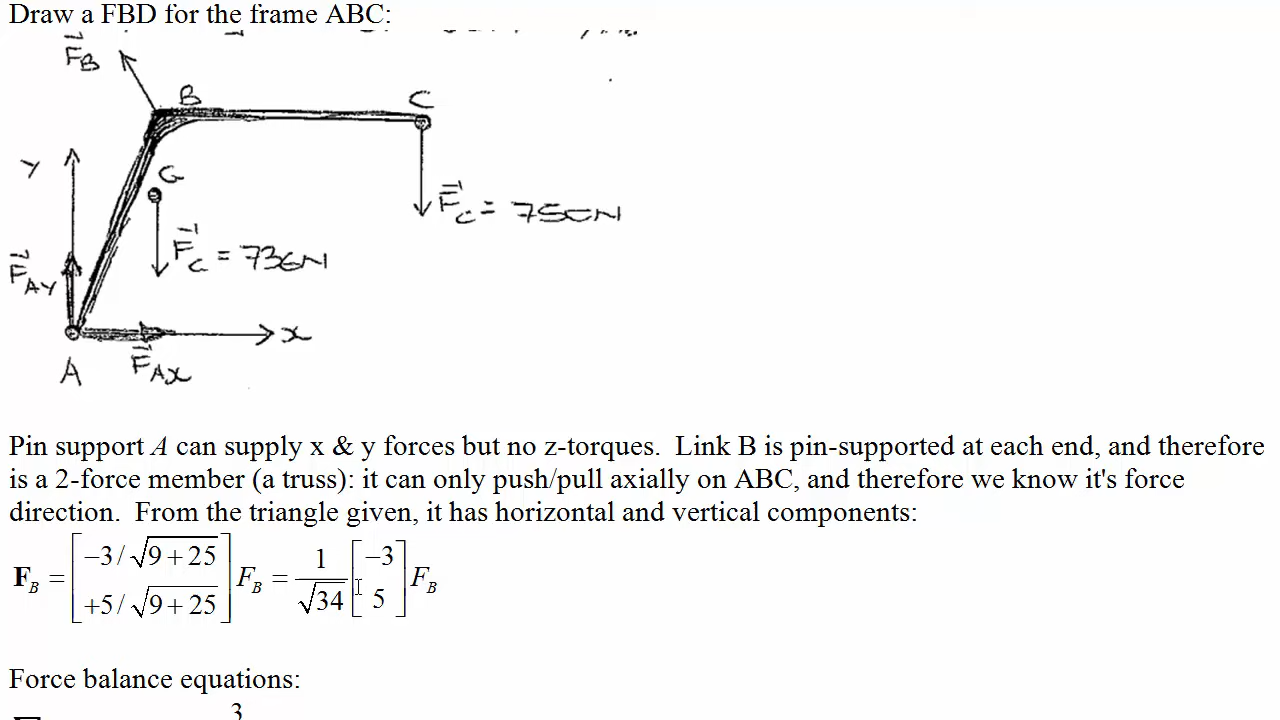 Draw a FBD for the frame ABC:
F_B
B
C
y
G
F_C = 750N
F_G = 736N
F_Ay
x
A
F_Ax
Pin support A can supply x & y forces but no z-torques. Link B is pin-supported at each end, and therefore
is a 2-force member (a truss): it can only push/pull axially on ABC, and therefore we know it's force
direction. From the triangle given, it has horizontal and vertical components:
F_B = [−3/√(9+25) ; +5/√(9+25)] F_B = 1/√34 [−3 ; 5] F_B
Force balance equations:
3